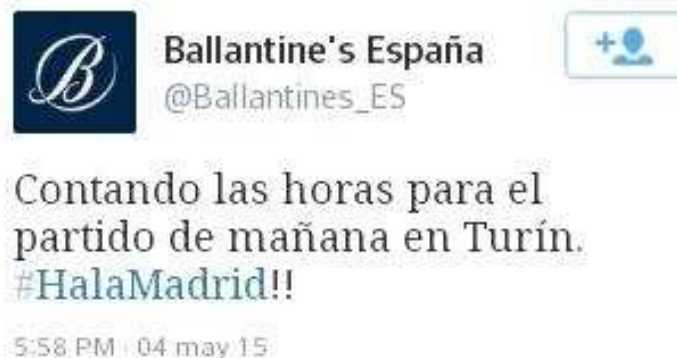 B
Ballantine's España
@Ballantines_ES
Contando las horas para el
partido de mañana en Turín.
#HalaMadrid!!
5:58 PM · 04 may 15